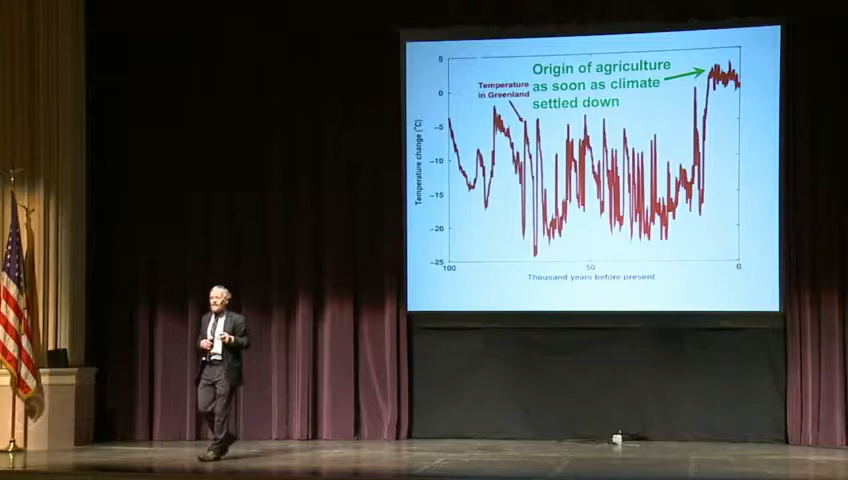 Origin of agriculture
as soon as climate
settled down
Temperature
in Greenland
Temperature change (°C)
5
0
−5
−10
−15
−20
−25
100
50
0
Thousand years before present